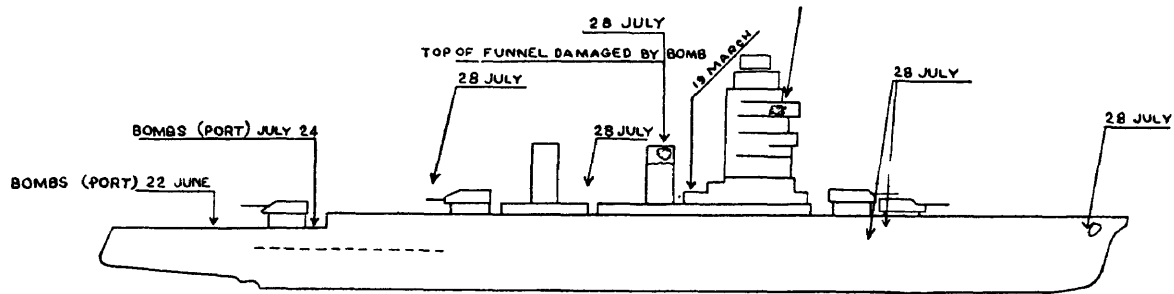 28 JULY
TOP OF FUNNEL DAMAGED BY BOMB
19 MARCH
28 JULY
28 JULY
28 JULY
BOMBS (PORT) JULY 24
28 JULY
BOMBS (PORT) 22 JUNE